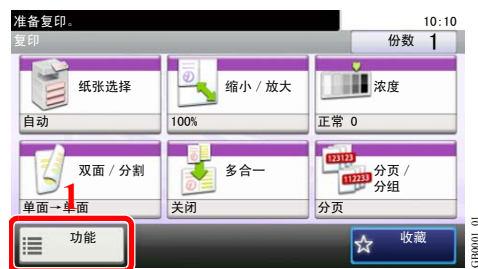 准备复印。
10:10
复印
份数 1
纸张选择
自动
缩小 / 放大
100%
浓度
正常 0
双面 / 分割
单面→单面
1
多合一
关闭
123123
112233
分页 /
分组
分页
功能
收藏
GB0001_01